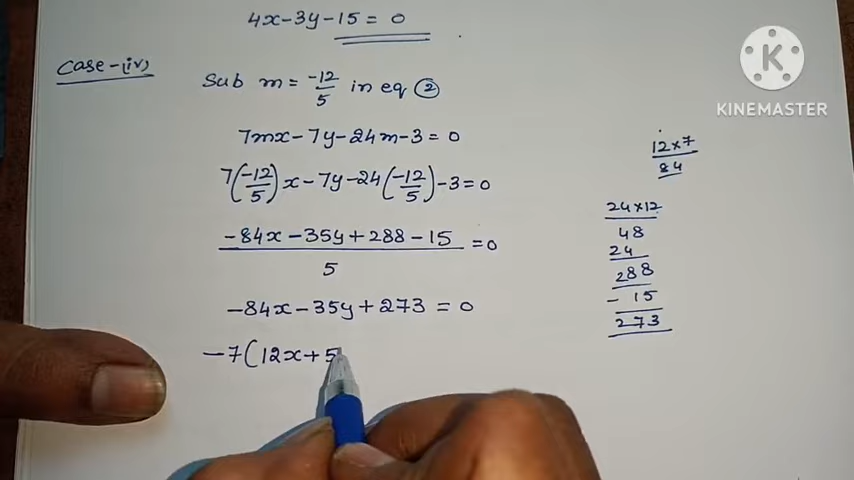 4x-3y-15 = 0
Case-(iv)
Sub m = -12/5 in eq ②
7mx-7y-24m-3=0
7(-12/5)x-7y-24(-12/5)-3=0
-84x-35y+288-15/5 =0
-84x-35y+273 = 0
-7(12x+5
12x7
84
24x12
48
24
288
- 15
273
K
KINEMASTER